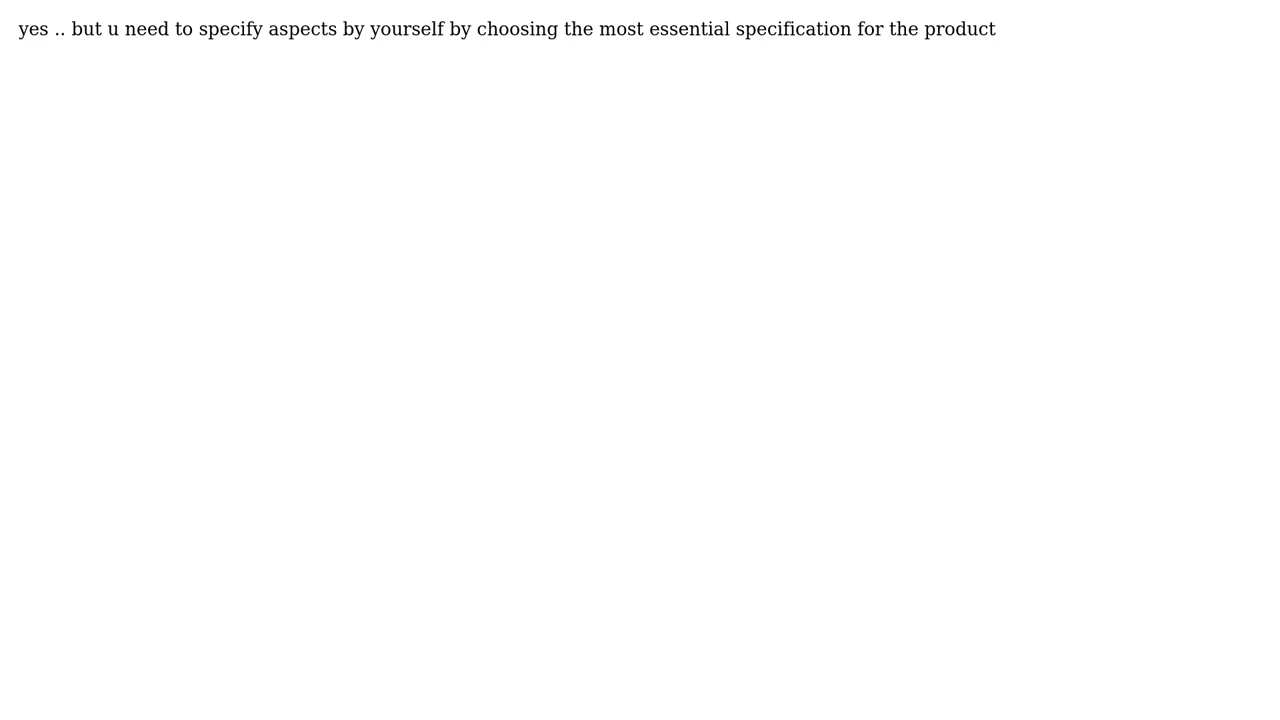 yes .. but u need to specify aspects by yourself by choosing the most essential specification for the product